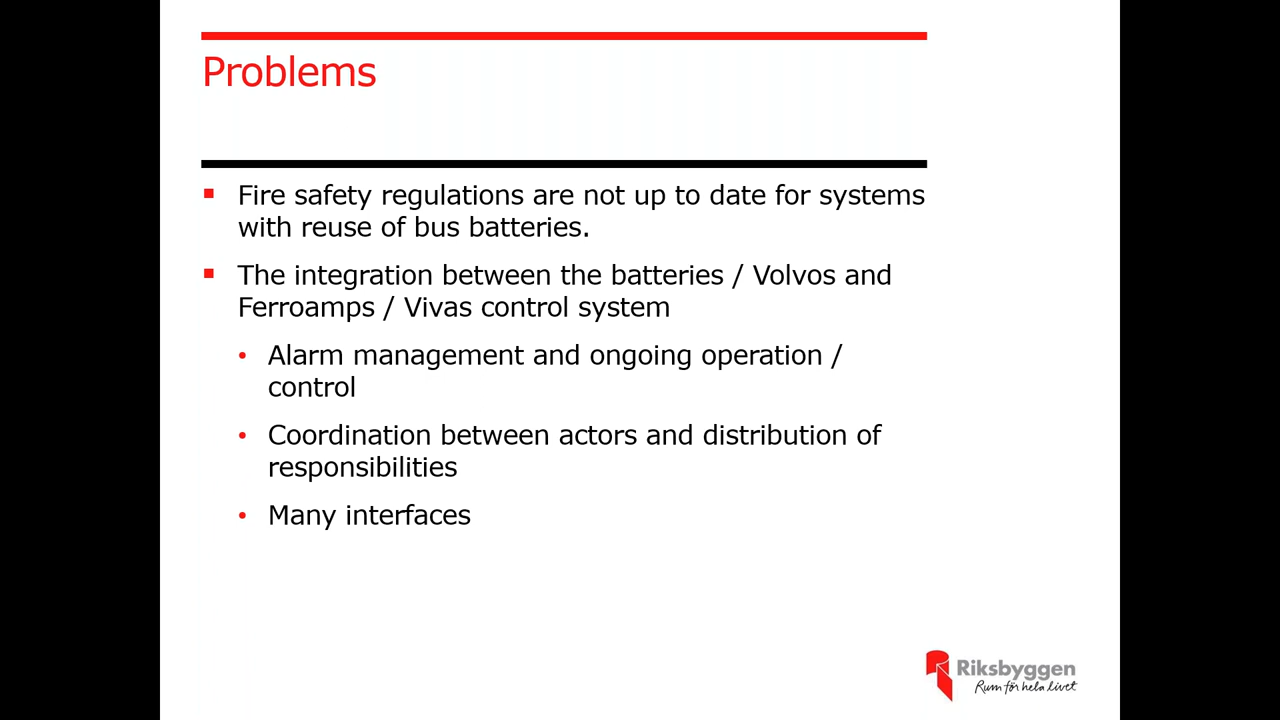 Problems
Fire safety regulations are not up to date for systems
with reuse of bus batteries.
The integration between the batteries / Volvos and
Ferroamps / Vivas control system
Alarm management and ongoing operation /
control
Coordination between actors and distribution of
responsibilities
Many interfaces
Riksbyggen
Rum för hela livet